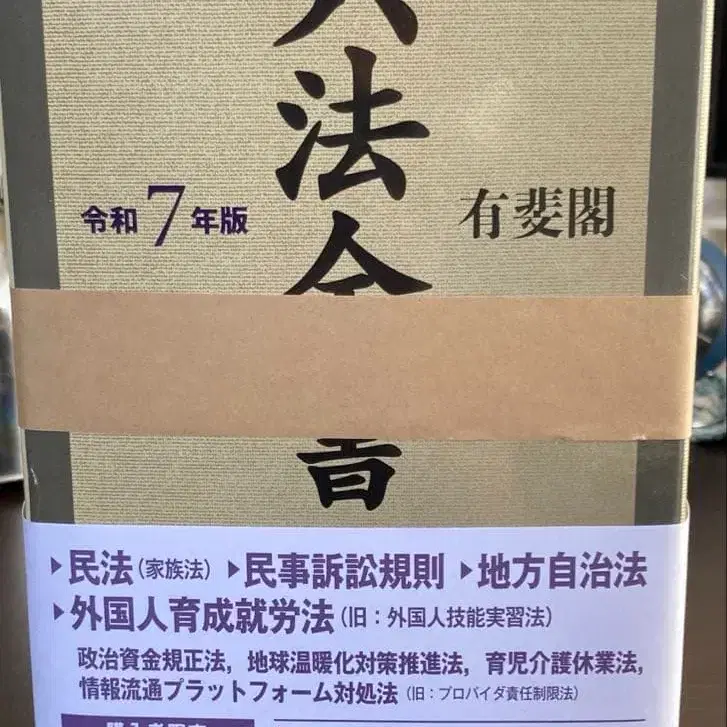 法全書
令和7年版
有斐閣
▶民法（家族法）▶民事訴訟規則 ▶地方自治法
▶外国人育成就労法（旧：外国人技能実習法）
政治資金規正法，地球温暖化対策推進法，育児介護休業法，
情報流通プラットフォーム対処法（旧：プロバイダ責任制限法）